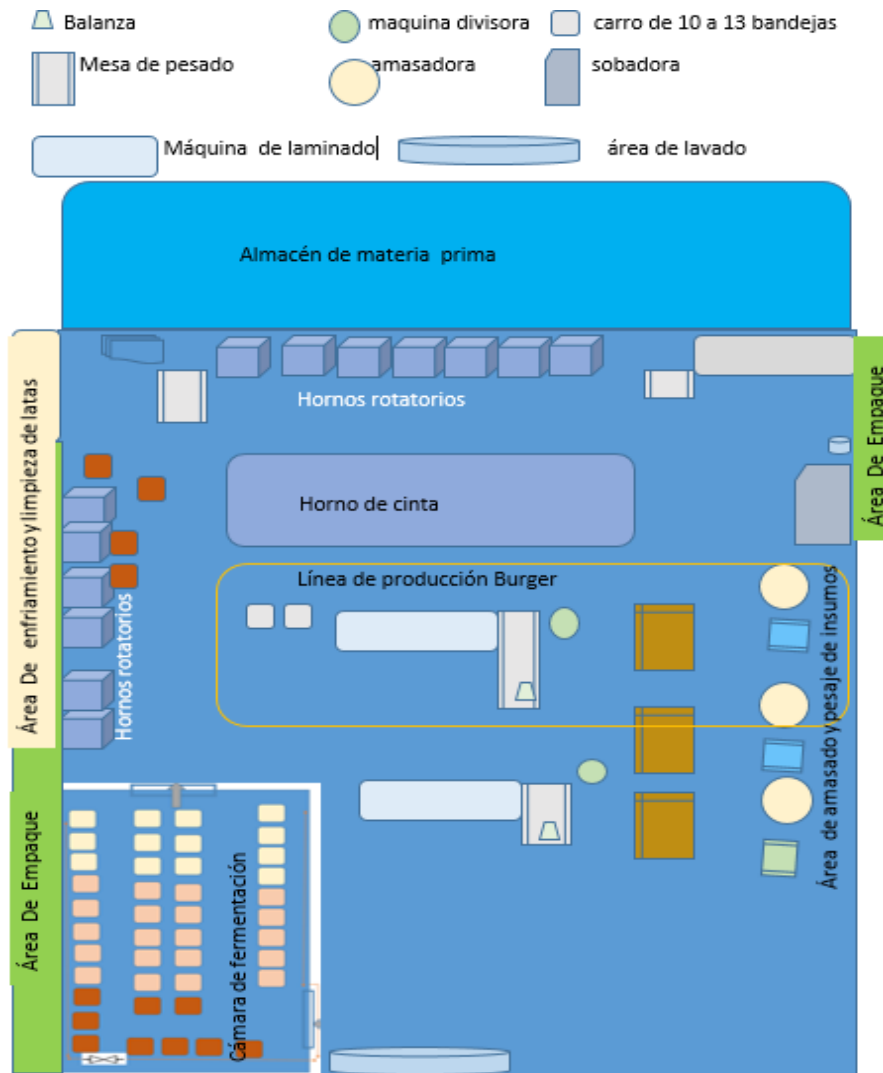 Balanza
maquina divisora
carro de 10 a 13 bandejas
Mesa de pesado
amasadora
sobadora
Máquina de laminado
área de lavado
Almacén de materia prima
Hornos rotatorios
Área De Empaque
Área De enfriamiento y limpieza de latas
Horno de cinta
Línea de producción Burger
Hornos rotatorios
Área de amasado y pesaje de insumos
Área De Empaque
Cámara de fermentación